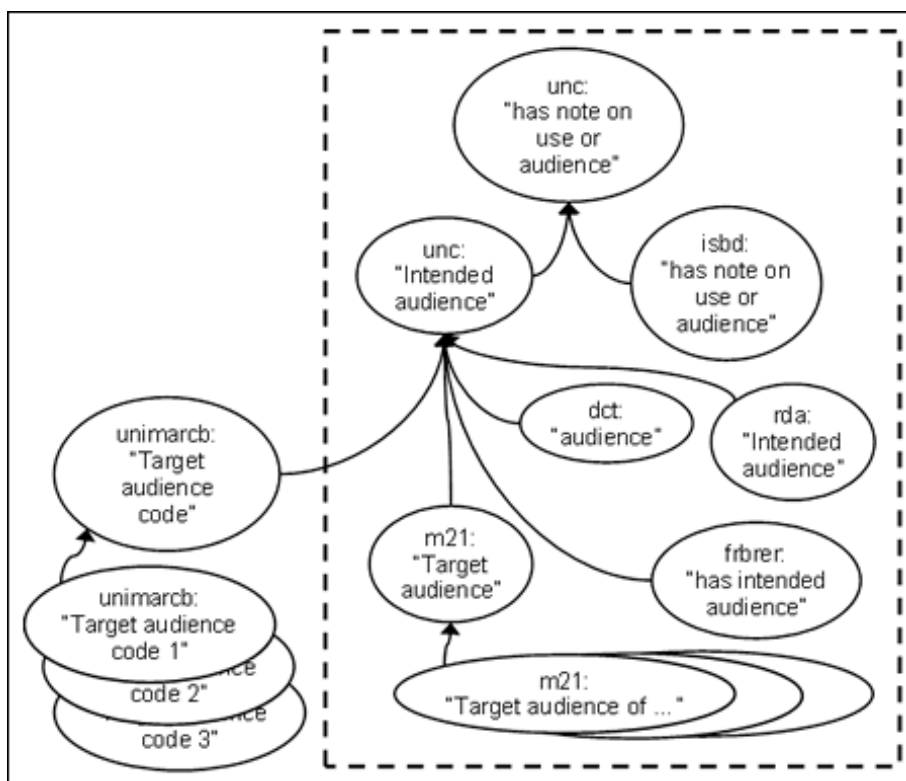 unc:
"has note on
use or
audience"
unc:
"Intended
audience"
isbd:
"has note on
use or
audience"
dct:
"audience"
rda:
"Intended
audience"
unimarcb:
"Target
audience
code"
m21:
"Target
audience"
frbrer:
"has intended
audience"
unimarcb:
"Target audience
code 1"
code 2"
code 3"
m21:
"Target audience of ..."